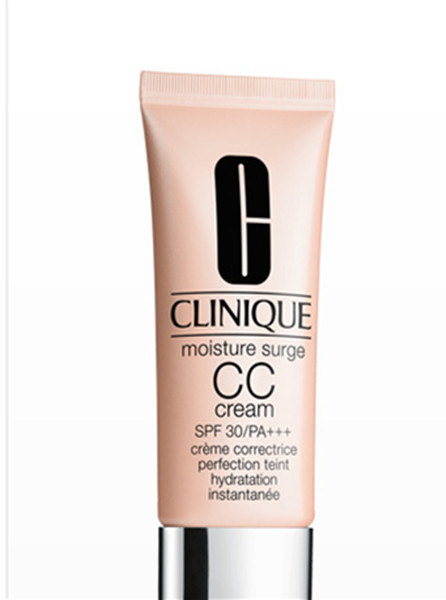 C
CLINIQUE
moisture surge
CC
cream
SPF 30/PA+++
crème correctrice
perfection teint
hydratation
instantanée